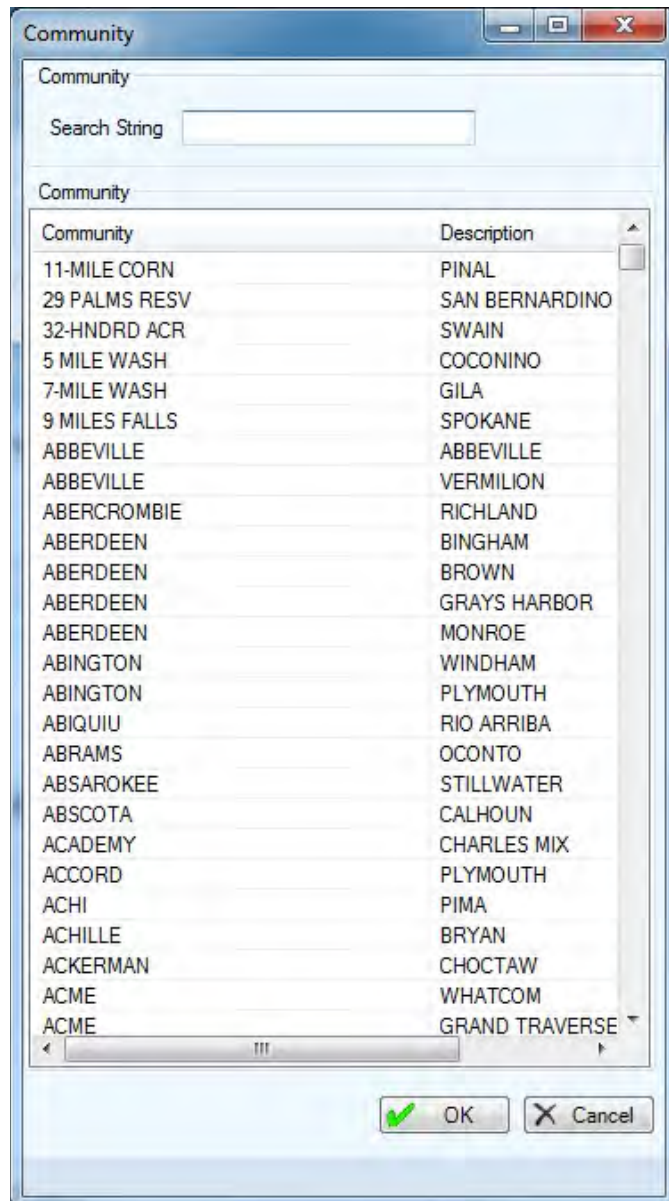 Community
Community
Search String
Community
Community Description
11-MILE CORN PINAL
29 PALMS RESV SAN BERNARDINO
32-HNDRD ACR SWAIN
5 MILE WASH COCONINO
7-MILE WASH GILA
9 MILES FALLS SPOKANE
ABBEVILLE ABBEVILLE
ABBEVILLE VERMILION
ABERCROMBIE RICHLAND
ABERDEEN BINGHAM
ABERDEEN BROWN
ABERDEEN GRAYS HARBOR
ABERDEEN MONROE
ABINGTON WINDHAM
ABINGTON PLYMOUTH
ABIQUIU RIO ARRIBA
ABRAMS OCONTO
ABSAROKEE STILLWATER
ABSCOTA CALHOUN
ACADEMY CHARLES MIX
ACCORD PLYMOUTH
ACHI PIMA
ACHILLE BRYAN
ACKERMAN CHOCTAW
ACME WHATCOM
ACME GRAND TRAVERSE
OK Cancel